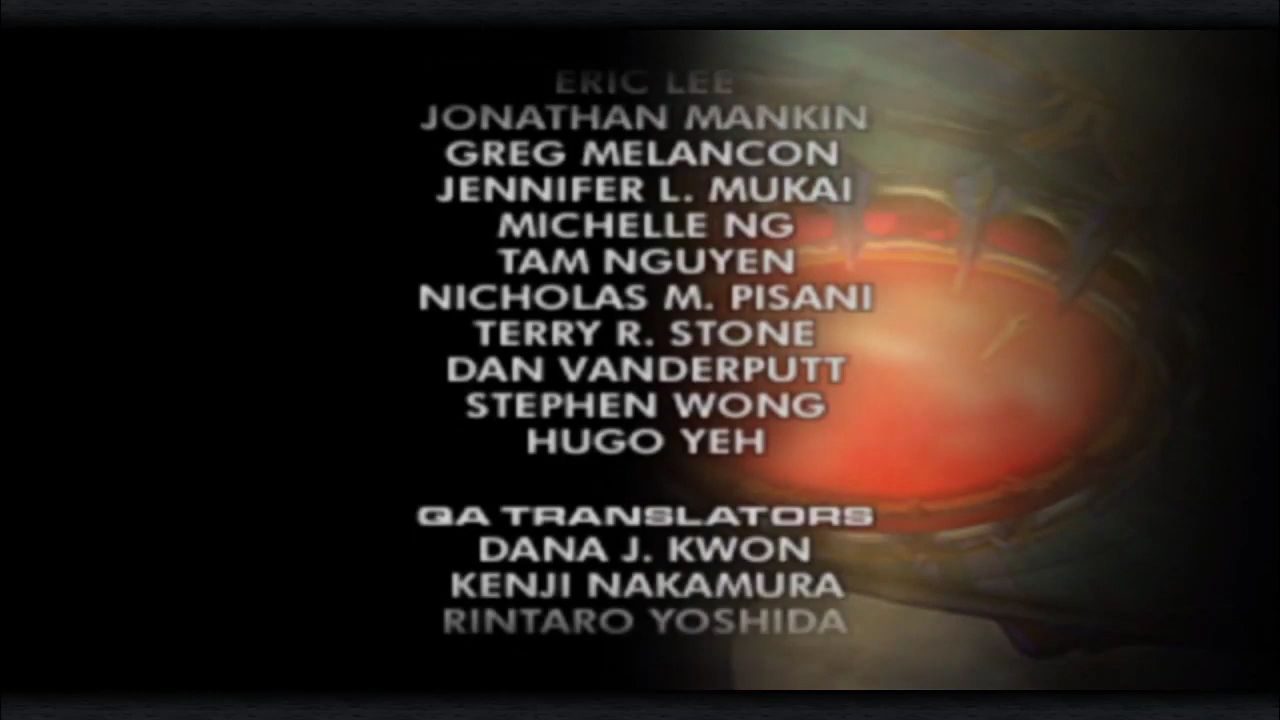 ERIC LEE
JONATHAN MANKIN
GREG MELANCON
JENNIFER L. MUKAI
MICHELLE NG
TAM NGUYEN
NICHOLAS M. PISANI
TERRY R. STONE
DAN VANDERPUTT
STEPHEN WONG
HUGO YEH
QA TRANSLATORS
DANA J. KWON
KENJI NAKAMURA
RINTARO YOSHIDA